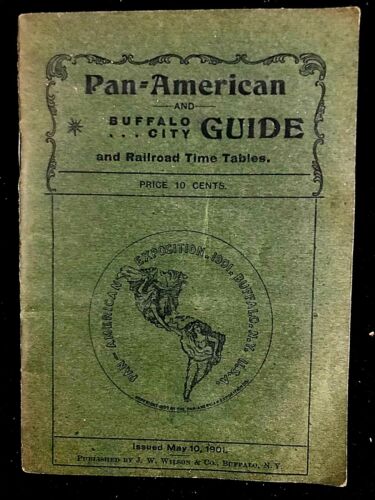 Pan-American
AND
BUFFALO
... CITY GUIDE
and Railroad Time Tables.
PRICE 10 CENTS.
PAN-AMERICAN EXPOSITION. 1901. BUFFALO. N.Y. U.S.A.
Issued May 10, 1901.
PUBLISHED BY J. W. WILSON & CO., BUFFALO, N. Y.